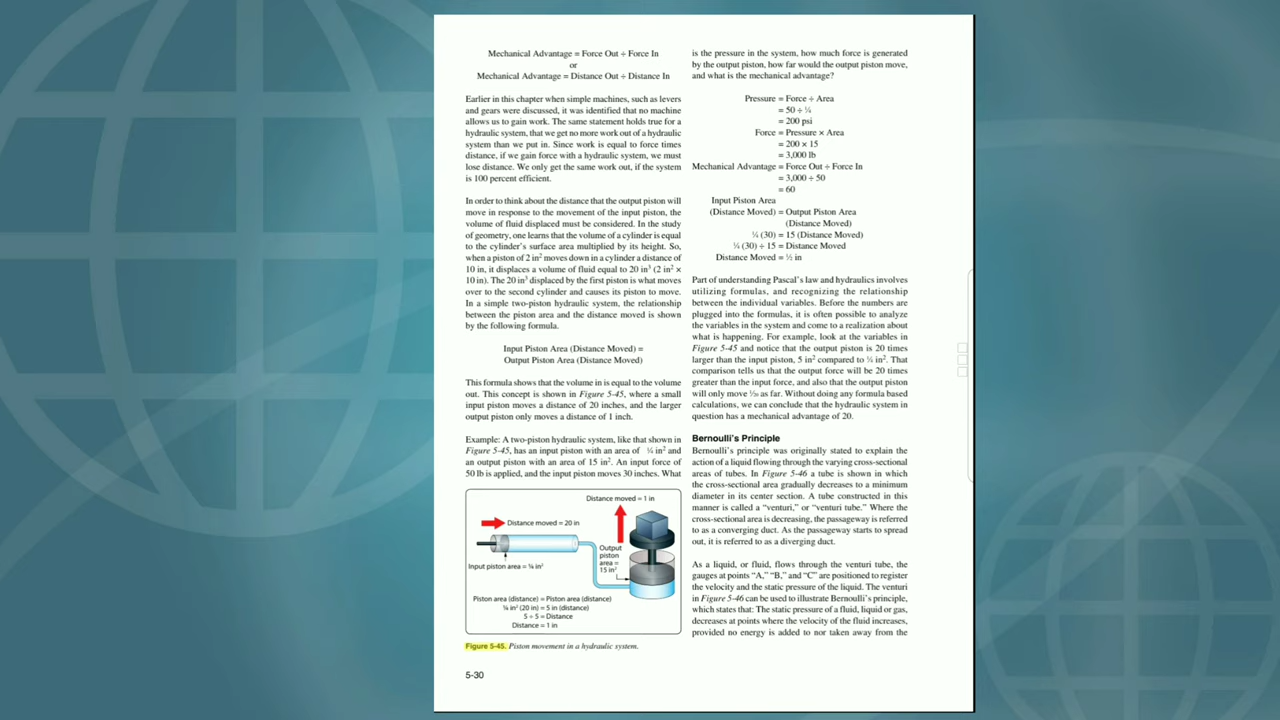 Mechanical Advantage = Force Out ÷ Force In
or
Mechanical Advantage = Distance Out ÷ Distance In
Earlier in this chapter when simple machines, such as levers
and gears were discussed, it was identified that no machine
allows us to gain work. The same statement holds true for a
hydraulic system, that we get no more work out of a hydraulic
system than we put in. Since work is equal to force times
distance, if we gain force with a hydraulic system, we must
lose distance. We only get the same work out, if the system
is 100 percent efficient.
In order to think about the distance that the output piston will
move in response to the movement of the input piston, the
volume of fluid displaced must be considered. In the study
of geometry, one learns that the volume of a cylinder is equal
to the cylinder's surface area multiplied by its height. So,
when a piston of 2 in² moves down in a cylinder a distance of
10 in, it displaces a volume of fluid equal to 20 in³ (2 in² ×
10 in). The 20 in³ displaced by the first piston is what moves
over to the second cylinder and causes its piston to move.
In a simple two-piston hydraulic system, the relationship
between the piston area and the distance moved is shown
by the following formula.
Input Piston Area (Distance Moved) =
Output Piston Area (Distance Moved)
This formula shows that the volume in is equal to the volume
out. This concept is shown in Figure 5-45, where a small
input piston moves a distance of 20 inches, and the larger
output piston only moves a distance of 1 inch.
Example: A two-piston hydraulic system, like that shown in
Figure 5-45, has an input piston with an area of ¼ in² and
an output piston with an area of 15 in². An input force of
50 lb is applied, and the input piston moves 30 inches. What
Distance moved = 1 in
Distance moved = 20 in
Output
piston
area =
15 in²
Input piston area = ¼ in²
Piston area (distance) = Piston area (distance)
¼ in² (20 in) = 5 in (distance)
5 ÷ 5 = Distance
Distance = 1 in
Figure 5-45. Piston movement in a hydraulic system.
5-30
is the pressure in the system, how much force is generated
by the output piston, how far would the output piston move,
and what is the mechanical advantage?
Pressure = Force ÷ Area
= 50 ÷ ¼
= 200 psi
Force = Pressure × Area
= 200 × 15
= 3,000 lb
Mechanical Advantage = Force Out ÷ Force In
= 3,000 ÷ 50
= 60
Input Piston Area
(Distance Moved) = Output Piston Area
(Distance Moved)
¼ (30) = 15 (Distance Moved)
¼ (30) ÷ 15 = Distance Moved
Distance Moved = ½ in
Part of understanding Pascal's law and hydraulics involves
utilizing formulas, and recognizing the relationship
between the individual variables. Before the numbers are
plugged into the formulas, it is often possible to analyze
the variables in the system and come to a realization about
what is happening. For example, look at the variables in
Figure 5-45 and notice that the output piston is 20 times
larger than the input piston, 5 in² compared to ¼ in². That
comparison tells us that the output force will be 20 times
greater than the input force, and also that the output piston
will only move 1/20 as far. Without doing any formula based
calculations, we can conclude that the hydraulic system in
question has a mechanical advantage of 20.
Bernoulli's Principle
Bernoulli's principle was originally stated to explain the
action of a liquid flowing through the varying cross-sectional
areas of tubes. In Figure 5-46 a tube is shown in which
the cross-sectional area gradually decreases to a minimum
diameter in its center section. A tube constructed in this
manner is called a “venturi,” or “venturi tube.” Where the
cross-sectional area is decreasing, the passageway is referred
to as a converging duct. As the passageway starts to spread
out, it is referred to as a diverging duct.
As a liquid, or fluid, flows through the venturi tube, the
gauges at points “A,” “B,” and “C” are positioned to register
the velocity and the static pressure of the liquid. The venturi
in Figure 5-46 can be used to illustrate Bernoulli's principle,
which states that: The static pressure of a fluid, liquid or gas,
decreases at points where the velocity of the fluid increases,
provided no energy is added to nor taken away from the